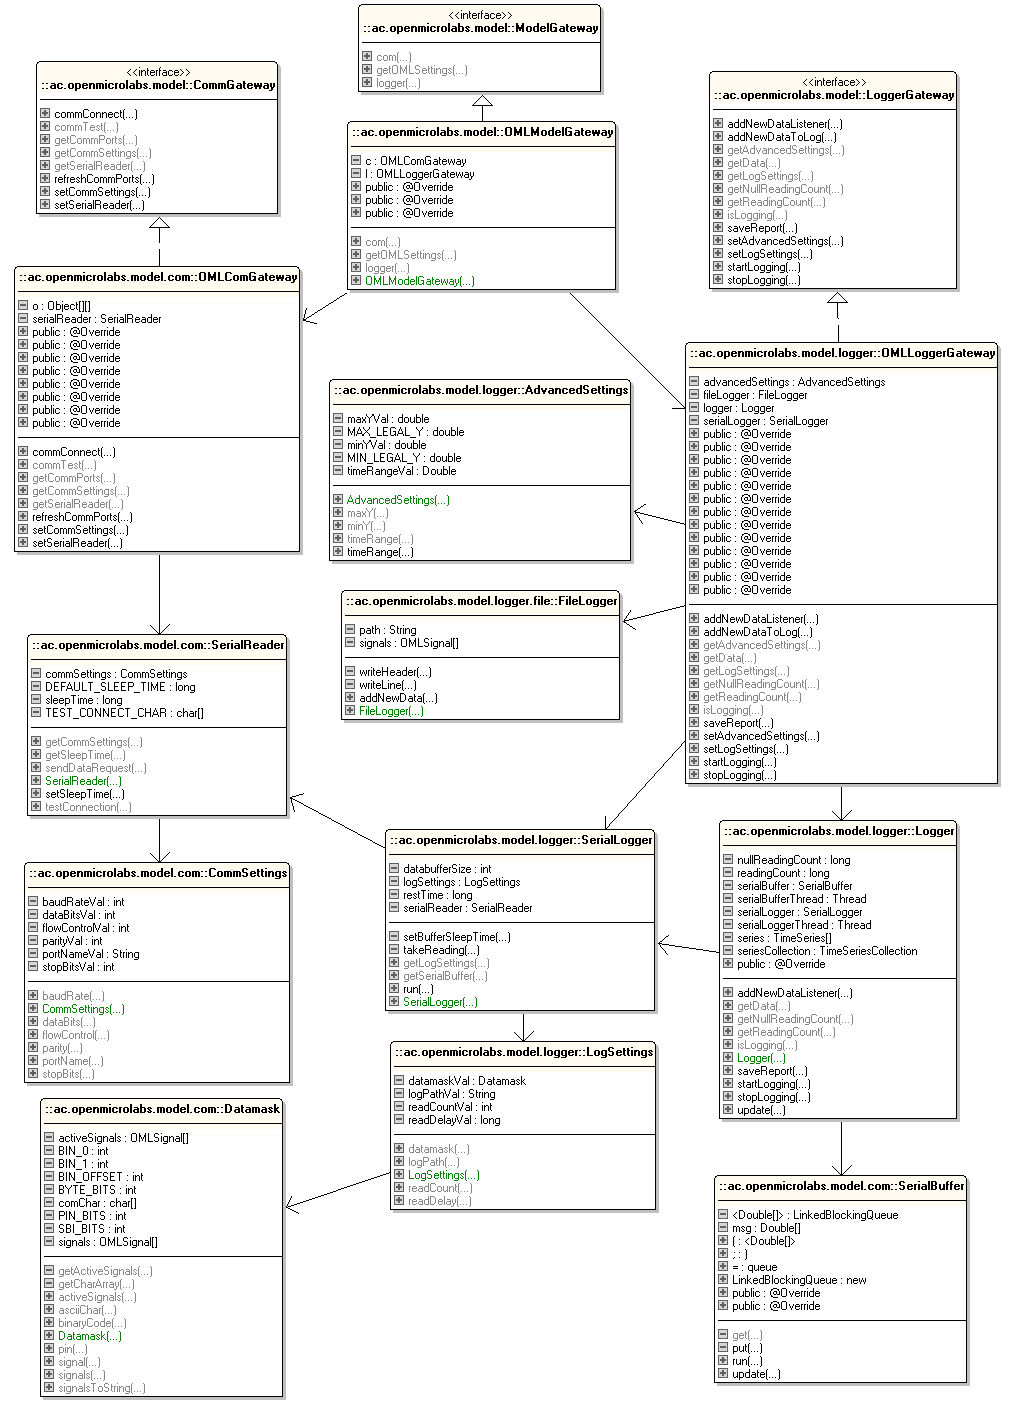 <<interface>>
::ac.openmicrolabs.model::ModelGateway
com(...)
getOMLSettings(...)
logger(...)
<<interface>>
::ac.openmicrolabs.model::CommGateway
commConnect(...)
commTest(...)
getCommPorts(...)
getCommSettings(...)
getSerialReader(...)
refreshCommPorts(...)
setCommSettings(...)
setSerialReader(...)
<<interface>>
::ac.openmicrolabs.model::LoggerGateway
addNewDataListener(...)
addNewDataToLog(...)
getAdvancedSettings(...)
getData(...)
getLogSettings(...)
getNullReadingCount(...)
getReadingCount(...)
isLogging(...)
saveReport(...)
setAdvancedSettings(...)
setLogSettings(...)
startLogging(...)
stopLogging(...)
::ac.openmicrolabs.model::OMLModelGateway
c : OMLComGateway
l : OMLLoggerGateway
public : @Override
public : @Override
public : @Override
com(...)
getOMLSettings(...)
logger(...)
OMLModelGateway(...)
::ac.openmicrolabs.model.com::OMLComGateway
o : Object[][]
serialReader : SerialReader
public : @Override
public : @Override
public : @Override
public : @Override
public : @Override
public : @Override
public : @Override
public : @Override
commConnect(...)
commTest(...)
getCommPorts(...)
getCommSettings(...)
getSerialReader(...)
refreshCommPorts(...)
setCommSettings(...)
setSerialReader(...)
::ac.openmicrolabs.model.logger::OMLLoggerGateway
advancedSettings : AdvancedSettings
fileLogger : FileLogger
logger : Logger
serialLogger : SerialLogger
public : @Override
public : @Override
public : @Override
public : @Override
public : @Override
public : @Override
public : @Override
public : @Override
public : @Override
public : @Override
public : @Override
public : @Override
public : @Override
addNewDataListener(...)
addNewDataToLog(...)
getAdvancedSettings(...)
getData(...)
getLogSettings(...)
getNullReadingCount(...)
getReadingCount(...)
isLogging(...)
saveReport(...)
setAdvancedSettings(...)
setLogSettings(...)
startLogging(...)
stopLogging(...)
::ac.openmicrolabs.model.logger::AdvancedSettings
maxYVal : double
MAX_LEGAL_Y : double
minYVal : double
MIN_LEGAL_Y : double
timeRangeVal : Double
AdvancedSettings(...)
maxY(...)
minY(...)
timeRange(...)
timeRange(...)
::ac.openmicrolabs.model.logger.file::FileLogger
path : String
signals : OMLSignal[]
writeHeader(...)
writeLine(...)
addNewData(...)
FileLogger(...)
::ac.openmicrolabs.model.com::SerialReader
commSettings : CommSettings
DEFAULT_SLEEP_TIME : long
sleepTime : long
TEST_CONNECT_CHAR : char[]
getCommSettings(...)
getSleepTime(...)
sendDataRequest(...)
SerialReader(...)
setSleepTime(...)
testConnection(...)
::ac.openmicrolabs.model.logger::SerialLogger
databufferSize : int
logSettings : LogSettings
restTime : long
serialReader : SerialReader
setBufferSleepTime(...)
takeReading(...)
getLogSettings(...)
getSerialBuffer(...)
run(...)
SerialLogger(...)
::ac.openmicrolabs.model.logger::Logger
nullReadingCount : long
readingCount : long
serialBuffer : SerialBuffer
serialBufferThread : Thread
serialLogger : SerialLogger
serialLoggerThread : Thread
series : TimeSeries[]
seriesCollection : TimeSeriesCollection
public : @Override
addNewDataListener(...)
getData(...)
getNullReadingCount(...)
getReadingCount(...)
isLogging(...)
Logger(...)
saveReport(...)
startLogging(...)
stopLogging(...)
update(...)
::ac.openmicrolabs.model.com::CommSettings
baudRateVal : int
dataBitsVal : int
flowControlVal : int
parityVal : int
portNameVal : String
stopBitsVal : int
baudRate(...)
CommSettings(...)
dataBits(...)
flowControl(...)
parity(...)
portName(...)
stopBits(...)
::ac.openmicrolabs.model.logger::LogSettings
datamaskVal : Datamask
logPathVal : String
readCountVal : int
readDelayVal : long
datamask(...)
logPath(...)
LogSettings(...)
readCount(...)
readDelay(...)
::ac.openmicrolabs.model.com::Datamask
activeSignals : OMLSignal[]
BIN_0 : int
BIN_1 : int
BIN_OFFSET : int
BYTE_BITS : int
comChar : char[]
PIN_BITS : int
SBI_BITS : int
signals : OMLSignal[]
getActiveSignals(...)
getCharArray(...)
activeSignals(...)
asciiChar(...)
binaryCode(...)
Datamask(...)
pin(...)
signal(...)
signals(...)
signalsToString(...)
::ac.openmicrolabs.model.com::SerialBuffer
<Double[]> : LinkedBlockingQueue
msg : Double[]
( : <Double[]>
; : )
= : queue
LinkedBlockingQueue : new
public : @Override
public : @Override
get(...)
put(...)
run(...)
update(...)